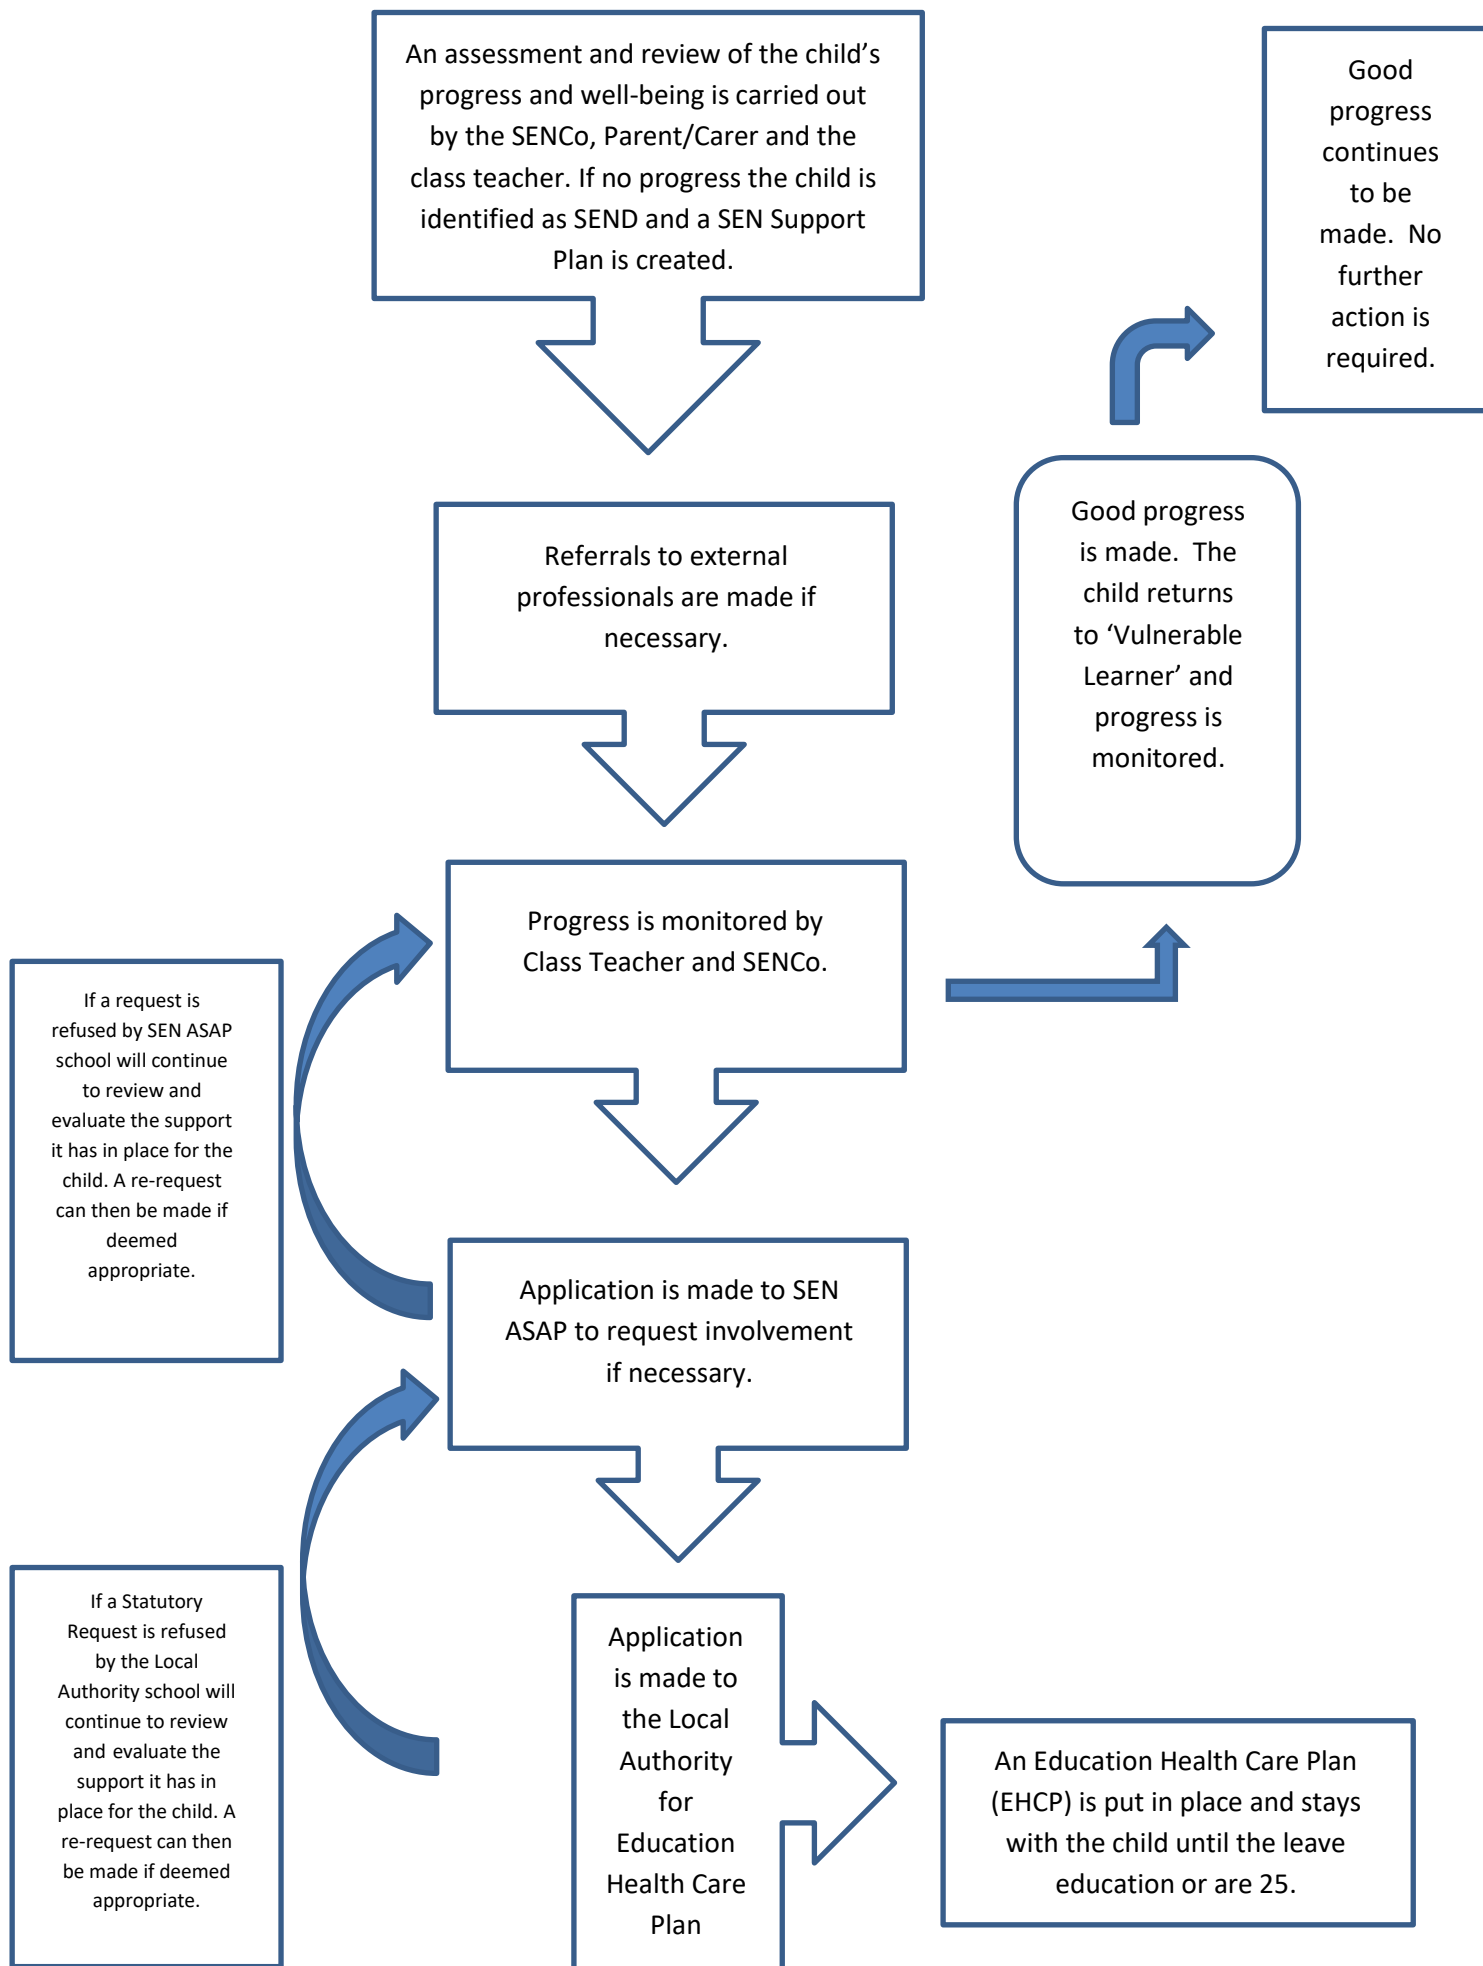 An assessment and review of the child’s
progress and well-being is carried out
by the SENCo, Parent/Carer and the
class teacher. If no progress the child is
identified as SEND and a SEN Support
Plan is created.
Good
progress
continues
to be
made. No
further
action is
required.
Referrals to external
professionals are made if
necessary.
Good progress
is made. The
child returns
to ‘Vulnerable
Learner’ and
progress is
monitored.
Progress is monitored by
Class Teacher and SENCo.
If a request is
refused by SEN ASAP
school will continue
to review and
evaluate the support
it has in place for the
child. A re-request
can then be made if
deemed
appropriate.
Application is made to SEN
ASAP to request involvement
if necessary.
If a Statutory
Request is refused
by the Local
Authority school will
continue to review
and evaluate the
support it has in
place for the child. A
re-request can then
be made if deemed
appropriate.
Application
is made to
the Local
Authority
for
Education
Health Care
Plan
An Education Health Care Plan
(EHCP) is put in place and stays
with the child until the leave
education or are 25.